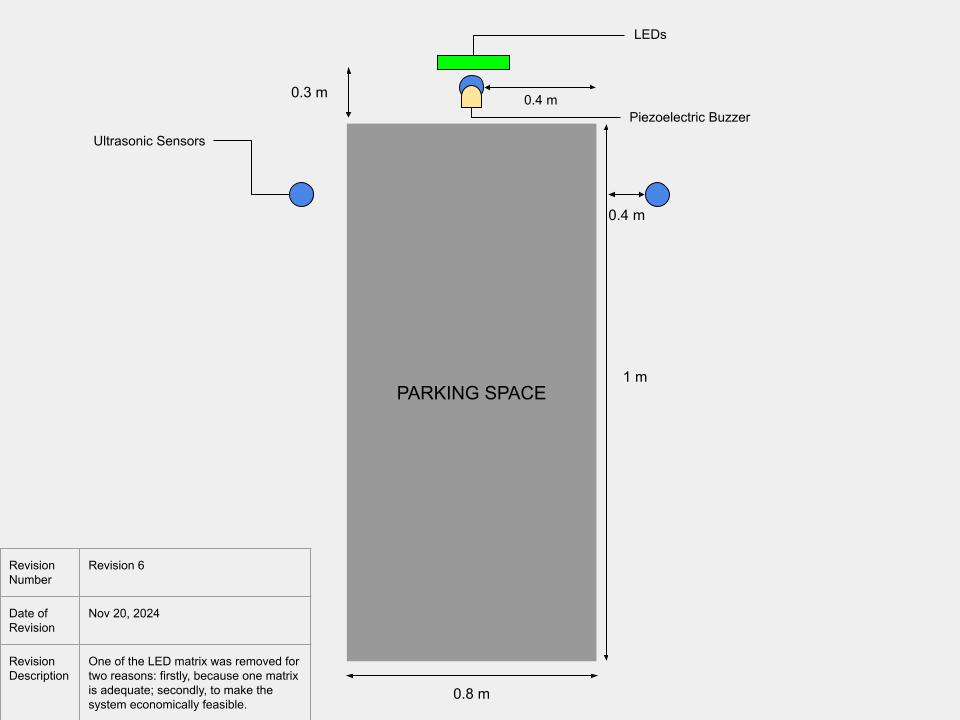 LEDs
0.3 m
0.4 m
Piezoelectric Buzzer
Ultrasonic Sensors
0.4 m
1 m
PARKING SPACE
0.8 m
Revision
Number
Revision 6
Date of
Revision
Nov 20, 2024
Revision
Description
One of the LED matrix was removed for
two reasons: firstly, because one matrix
is adequate; secondly, to make the
system economically feasible.